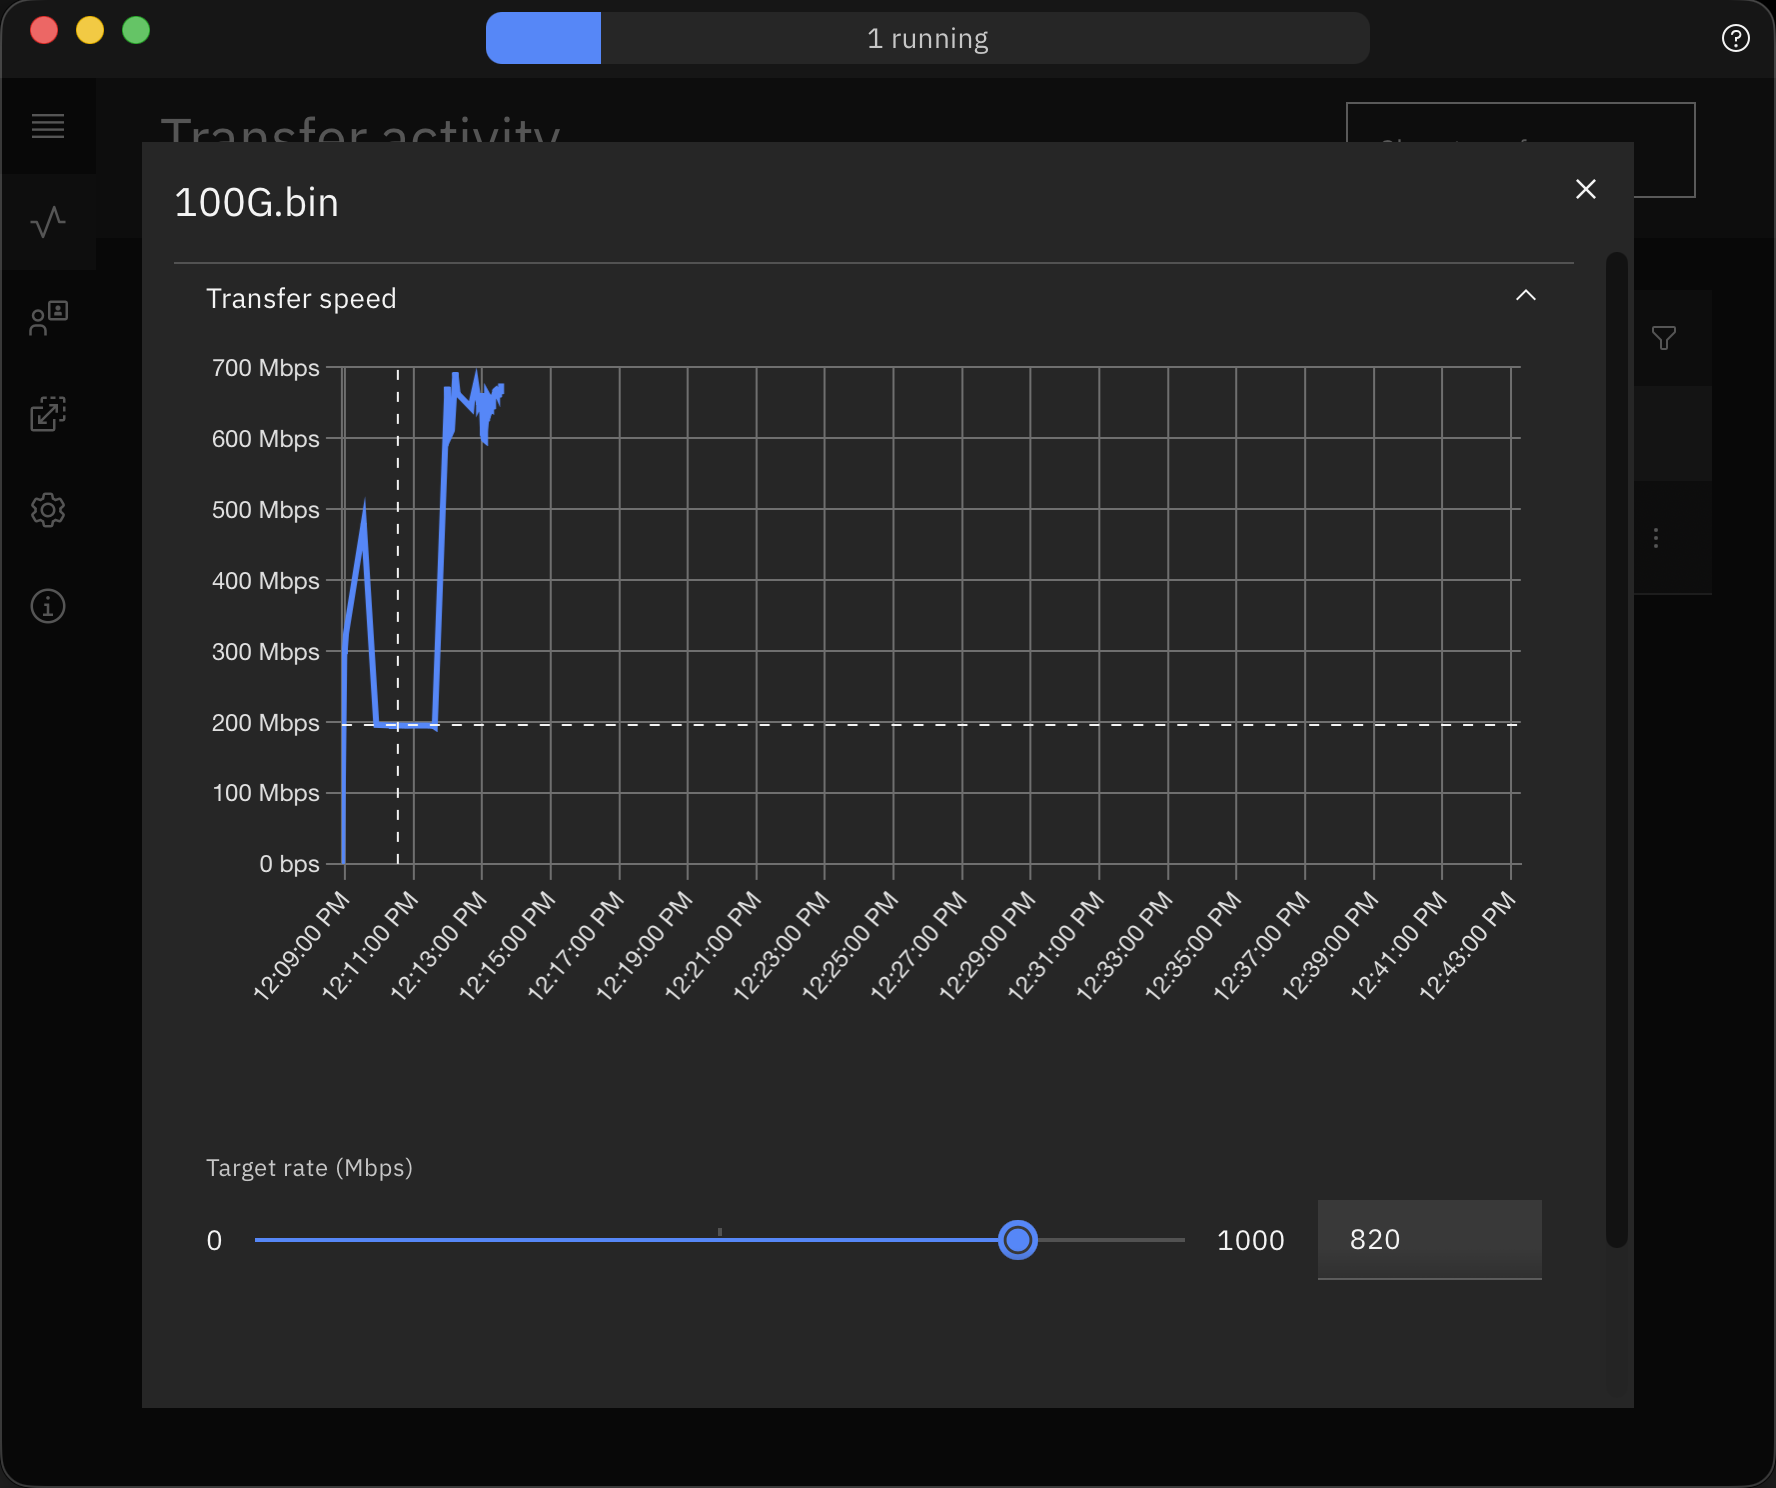 1 running
Transfer activity
100G.bin
Transfer speed
700 Mbps
600 Mbps
500 Mbps
400 Mbps
300 Mbps
200 Mbps
100 Mbps
0 bps
12:09:00 PM
12:11:00 PM
12:13:00 PM
12:15:00 PM
12:17:00 PM
12:19:00 PM
12:21:00 PM
12:23:00 PM
12:25:00 PM
12:27:00 PM
12:29:00 PM
12:31:00 PM
12:33:00 PM
12:35:00 PM
12:37:00 PM
12:39:00 PM
12:41:00 PM
12:43:00 PM
Target rate (Mbps)
0 1000 820